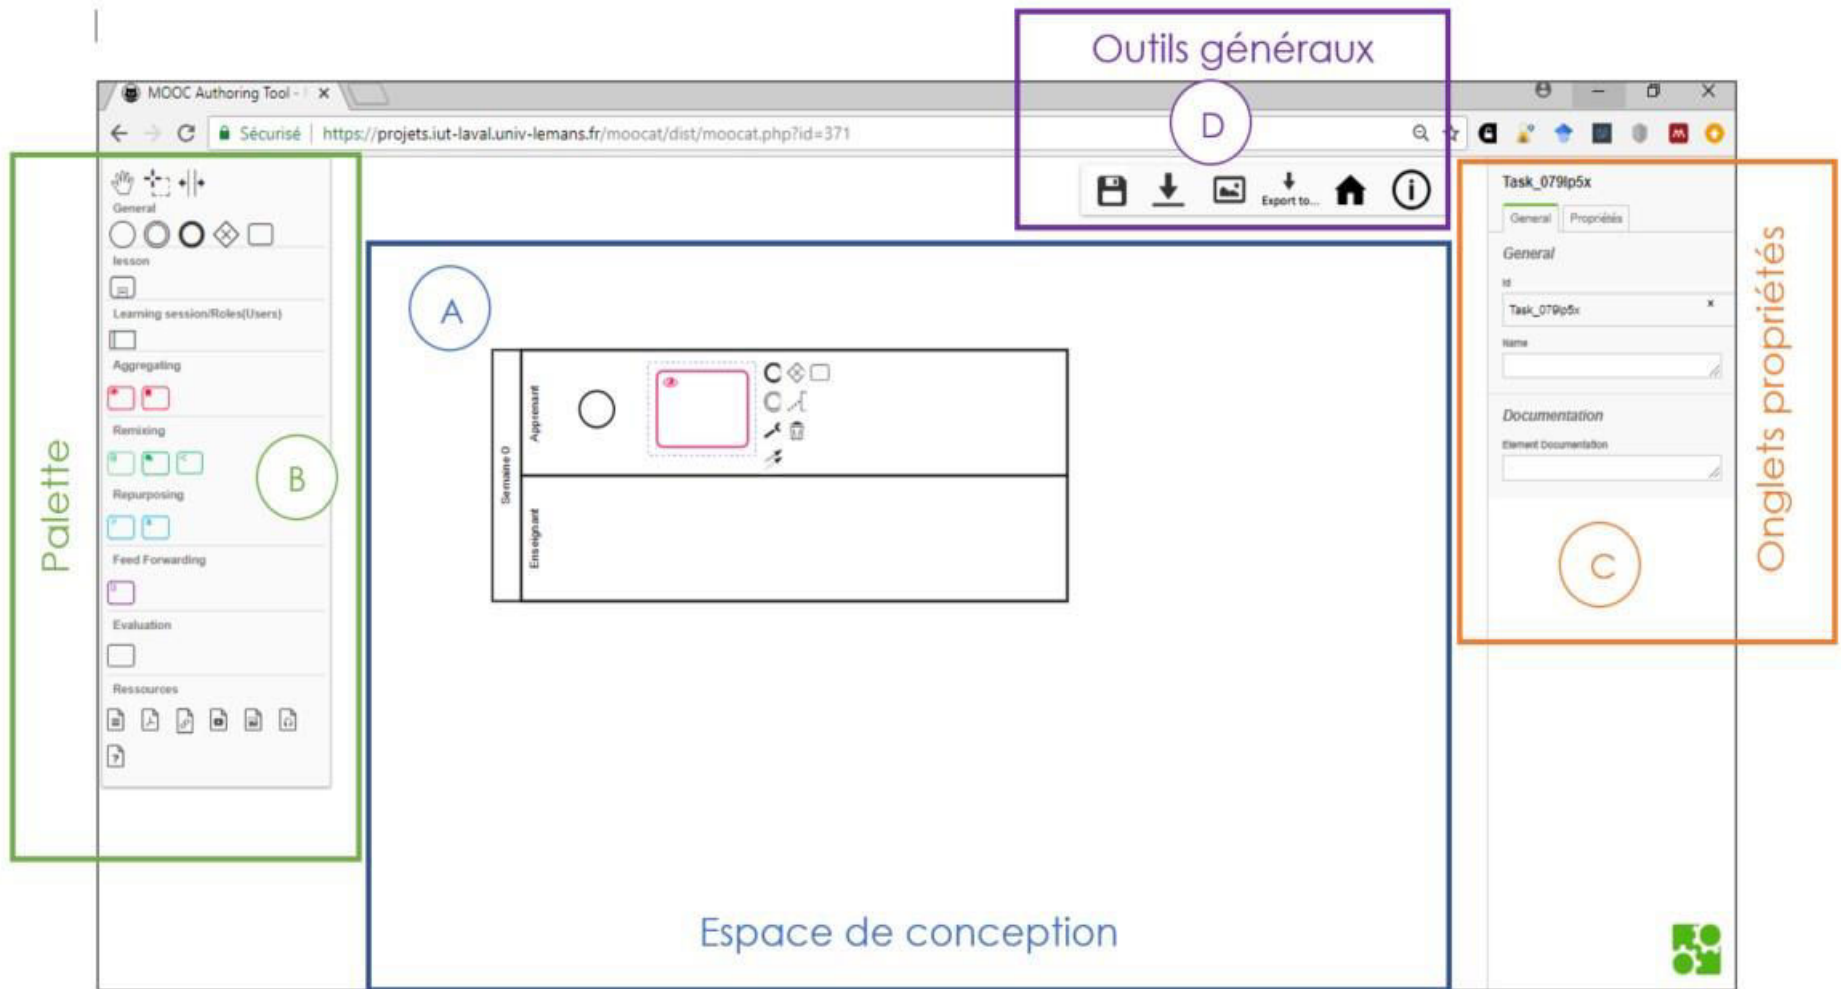 Outils généraux
D
MOOC Authoring Tool -
Sécurisé | https://projets.iut-laval.univ-lemans.fr/moocat/dist/moocat.php?id=371
Export to...
Palette
General
lesson
Learning session/Roles(Users)
Aggregating
Remixing
B
Repurposing
Feed Forwarding
Evaluation
Ressources
A
Semaine 0
Apprenant
Enseignant
Espace de conception
Task_079lp5x
General
Propriétés
General
Id
Task_079lp5x
x
Name
Documentation
Element Documentation
C
Onglets propriétés